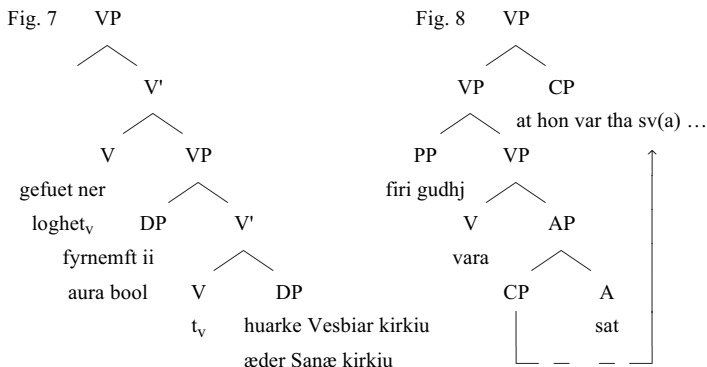 Fig. 7 VP
V'
V VP
gefuet ner
loghetv DP V'
fyrnemft ii
aura bool V DP
tv huarke Vesbiar kirkiu
æder Sanæ kirkiu
Fig. 8 VP
VP CP
at hon var tha sv(a) ...
PP VP
firi gudhj V AP
vara CP A
sat